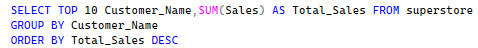 SELECT TOP 10 Customer_Name,SUM(Sales) AS Total_Sales FROM superstore
GROUP BY Customer_Name
ORDER BY Total_Sales DESC